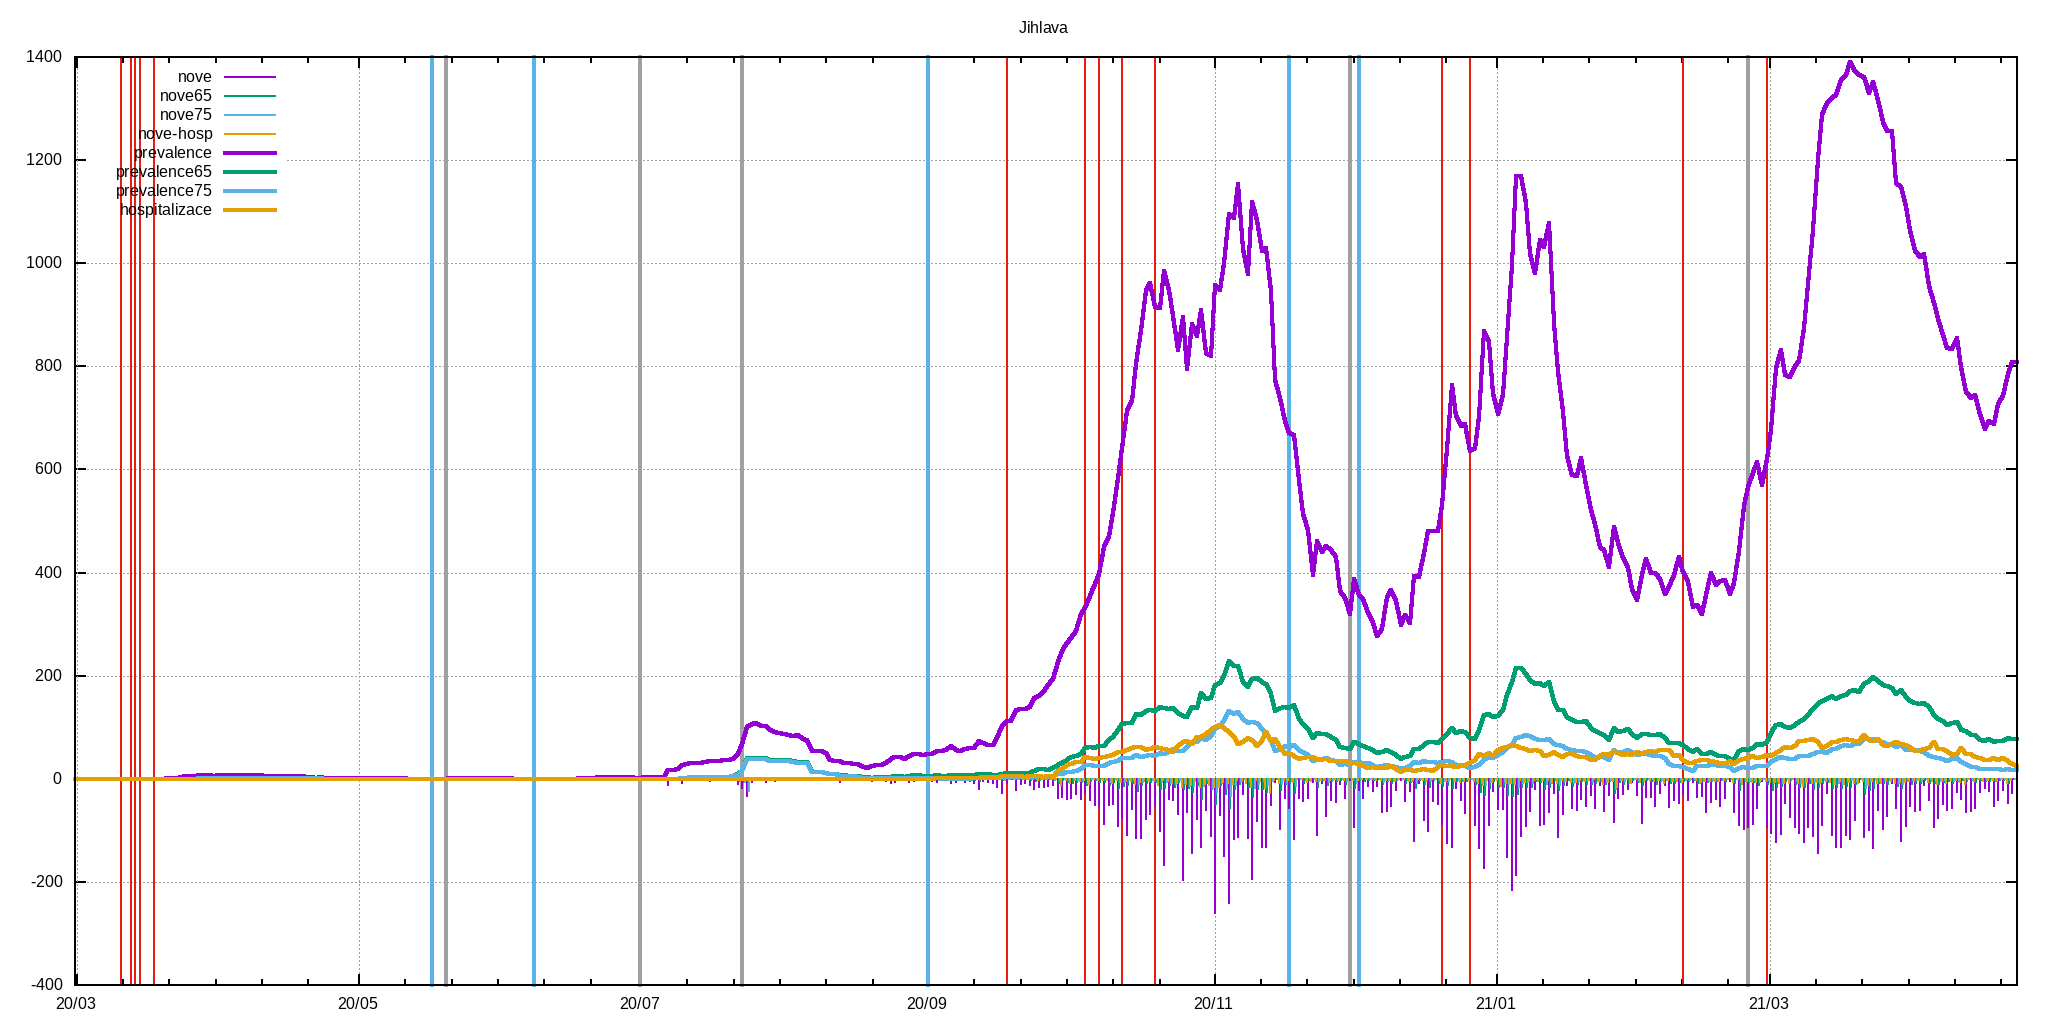 Jihlava
1400
1200
1000
800
600
400
200
0
-200
-400
nove
nove65
nove75
nove-hosp
prevalence
prevalence65
prevalence75
hospitalizace
20/03 20/05 20/07 20/09 20/11 21/01 21/03